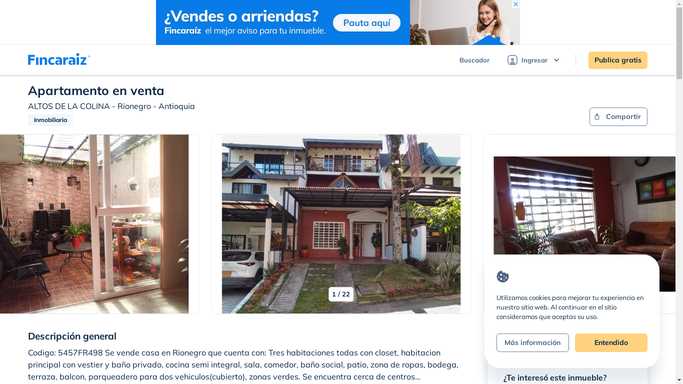 ¿Vendes o arriendas?
Fincaraíz el mejor aviso para tu inmueble.
Pauta aquí
Fincaraíz
Buscador
Ingresar
Publica gratis
Apartamento en venta
ALTOS DE LA COLINA - Rionegro - Antioquia
Inmobiliaria
Compartir
1 / 22
Utilizamos cookies para mejorar tu experiencia en
nuestro sitio web. Al continuar en el sitio
consideramos que aceptas su uso.
Más información
Entendido
Descripción general
Codigo: 5457FR498 Se vende casa en Rionegro que cuenta con: Tres habitaciones todas con closet, habitacion
principal con vestier y baño privado, cocina semi integral, sala, comedor, baño social, patio, zona de ropas, bodega,
terraza, balcon, parqueadero para dos vehiculos(cubierto), zonas verdes. Se encuentra cerca de centros...
¿Te interesó este inmueble?